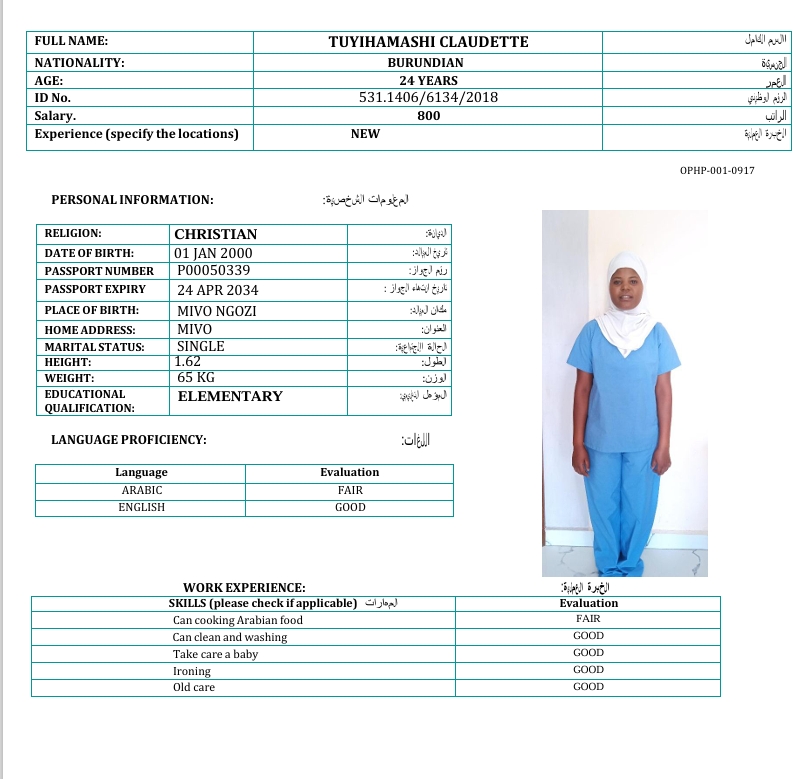 FULL NAME: TUYIHAMASHI CLAUDETTE الاسم الكامل
NATIONALITY: BURUNDIAN الجنسية
AGE: 24 YEARS العمر
ID No. 531.1406/6134/2018 الرقم الوظيفي
Salary. 800 الراتب
Experience (specify the locations) NEW الخبرة العملية
OPHP-001-0917
PERSONAL INFORMATION: المعلومات الشخصية:
RELIGION: CHRISTIAN الديانة:
DATE OF BIRTH: 01 JAN 2000 تاريخ الميلاد:
PASSPORT NUMBER P00050339 رقم الجواز:
PASSPORT EXPIRY 24 APR 2034 تاريخ انتهاء الجواز :
PLACE OF BIRTH: MIVO NGOZI مكان الميلاد:
HOME ADDRESS: MIVO العنوان:
MARITAL STATUS: SINGLE الحالة الاجتماعية:
HEIGHT: 1.62 الطول:
WEIGHT: 65 KG الوزن:
EDUCATIONAL QUALIFICATION: ELEMENTARY المؤهل
LANGUAGE PROFICIENCY: اللغات:
Language Evaluation
ARABIC FAIR
ENGLISH GOOD
WORK EXPERIENCE: الخبرة العملية:
SKILLS (please check if applicable) المهارات Evaluation
Can cooking Arabian food FAIR
Can clean and washing GOOD
Take care a baby GOOD
Ironing GOOD
Old care GOOD